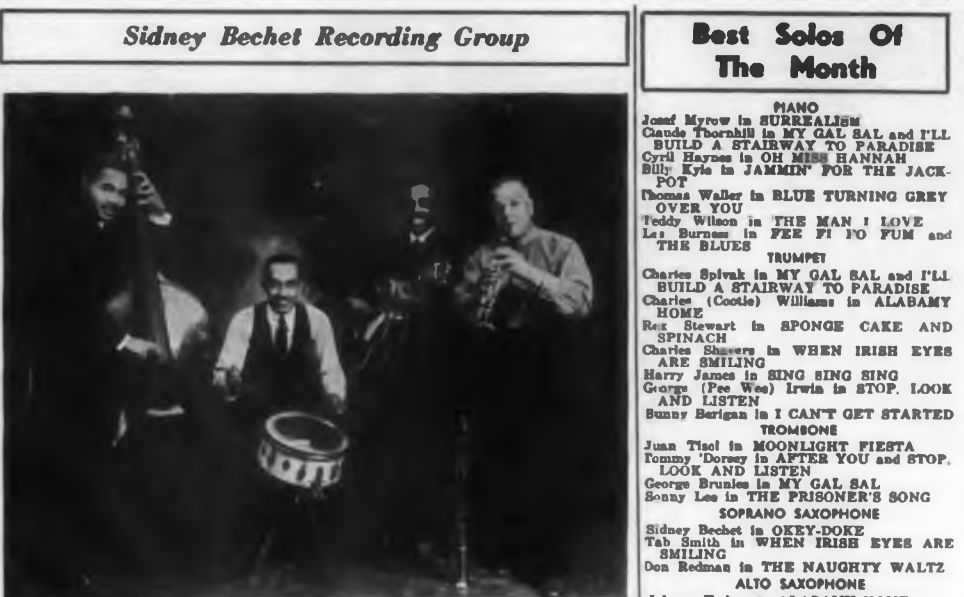 Sidney Bechet Recording Group
Best Solos Of
The Month
PIANO
Josef Myrow in SURREALISM
Claude Thornhill in MY GAL SAL and I'LL
BUILD A STAIRWAY TO PARADISE
Cyril Haynes in OH MISS HANNAH
Billy Kyle in JAMMIN' FOR THE JACK-
POT
Thomas Waller in BLUE TURNING GREY
OVER YOU
Teddy Wilson in THE MAN I LOVE
Les Burness in FEE FI FO FUM and
THE BLUES
TRUMPET
Charles Spivak in MY GAL SAL and I'LL
BUILD A STAIRWAY TO PARADISE
Charles (Cootie) Williams in ALABAMY
HOME
Rex Stewart in SPONGE CAKE AND
SPINACH
Charles Shavers in WHEN IRISH EYES
ARE SMILING
Harry James in SING SING SING
George (Pee Wee) Irwin in STOP, LOOK
AND LISTEN
Bunny Berigan in I CAN'T GET STARTED
TROMBONE
Juan Tisol in MOONLIGHT FIESTA
Tommy 'Dorsey in AFTER YOU and STOP,
LOOK AND LISTEN
George Brunies in MY GAL SAL
Sonny Lee in THE PRISONER'S SONG
SOPRANO SAXOPHONE
Sidney Bechet in OKEY-DOKE
Tab Smith in WHEN IRISH EYES ARE
SMILING
Don Redman in THE NAUGHTY WALTZ
ALTO SAXOPHONE